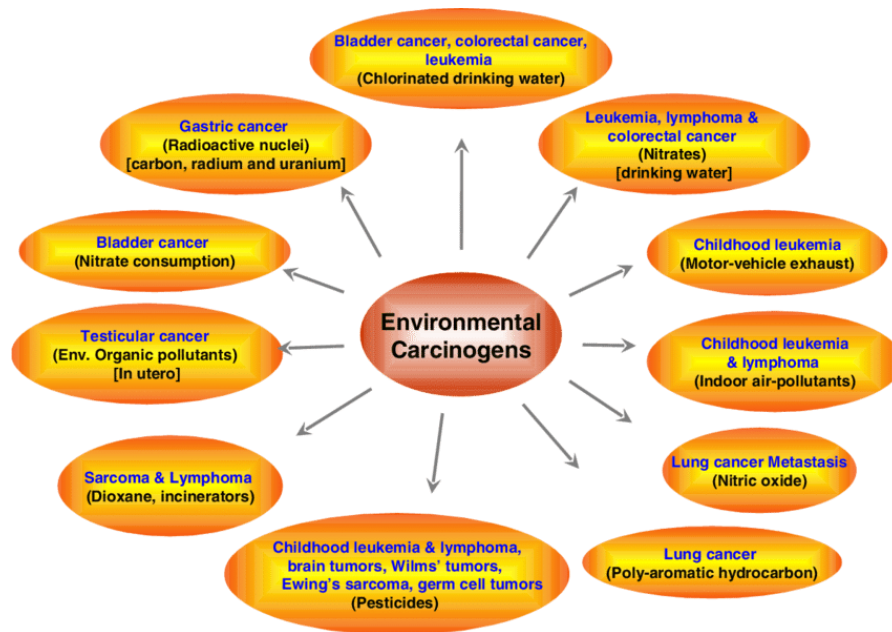 Bladder cancer, colorectal cancer,
leukemia
(Chlorinated drinking water)
Gastric cancer
(Radioactive nuclei)
[carbon, radium and uranium]
Leukemia, lymphoma &
colorectal cancer
(Nitrates)
[drinking water]
Bladder cancer
(Nitrate consumption)
Childhood leukemia
(Motor-vehicle exhaust)
Environmental
Carcinogens
Testicular cancer
(Env. Organic pollutants)
[In utero]
Childhood leukemia
& lymphoma
(Indoor air-pollutants)
Sarcoma & Lymphoma
(Dioxane, incinerators)
Lung cancer Metastasis
(Nitric oxide)
Childhood leukemia & lymphoma,
brain tumors, Wilms’ tumors,
Ewing’s sarcoma, germ cell tumors
(Pesticides)
Lung cancer
(Poly-aromatic hydrocarbon)